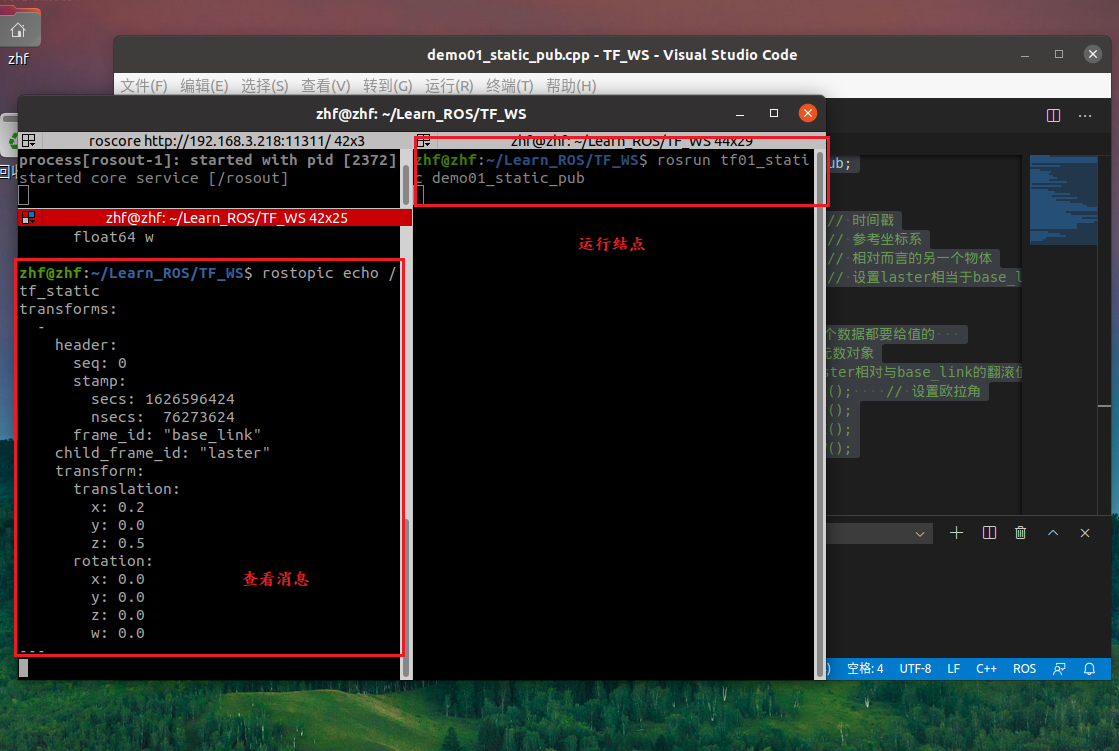 zhf
demo01_static_pub.cpp - TF_WS - Visual Studio Code
文件(F) 编辑(E) 选择(S) 查看(V) 转到(G) 运行(R) 终端(T) 帮助(H)
zhf@zhf: ~/Learn_ROS/TF_WS
roscore http://192.168.3.218:11311/ 42x3
process[rosout-1]: started with pid [2372]
started core service [/rosout]
zhf@zhf: ~/Learn_ROS/TF_WS 42x25
float64 w
zhf@zhf:~/Learn_ROS/TF_WS$ rostopic echo /
tf_static
transforms:
-
header:
seq: 0
stamp:
secs: 1626596424
nsecs:  76273624
frame_id: "base_link"
child_frame_id: "laster"
transform:
translation:
x: 0.2
y: 0.0
z: 0.5
rotation:
x: 0.0
y: 0.0
z: 0.0
w: 0.0
---
查看消息
zhf@zhf: ~/Learn_ROS/TF_WS 44x29
zhf@zhf:~/Learn_ROS/TF_WS$ rosrun tf01_stati
c demo01_static_pub
运行结点
ub;
// 时间戳
// 参考坐标系
// 相对而言的另一个物体
// 设置laster相当于base_l
个数据都要给值的
元数对象
ster相对与base_link的翻滚值
(); // 设置欧拉角
();
();
();
空格: 4 UTF-8 LF C++ ROS